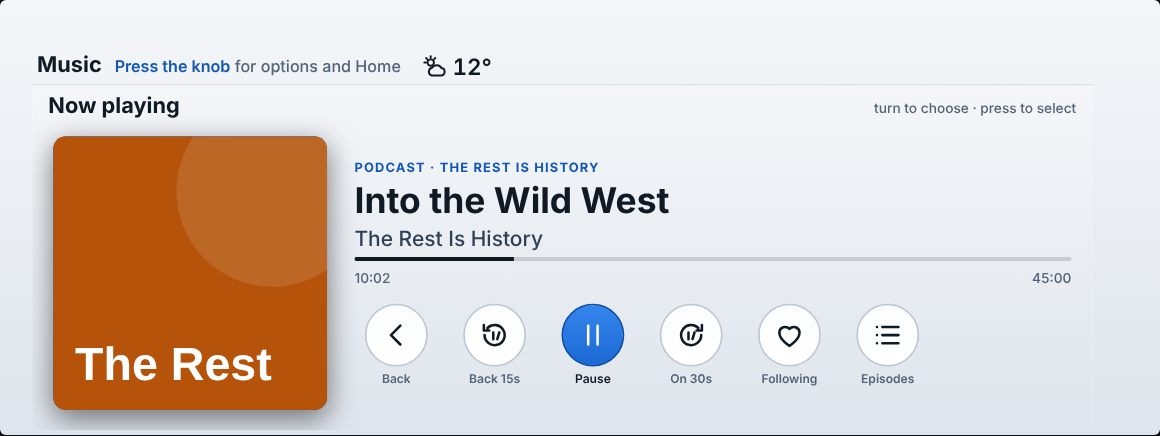 Music Press the knob for options and Home 12°
Now playing
turn to choose · press to select
The Rest
PODCAST · THE REST IS HISTORY
Into the Wild West
The Rest Is History
10:02 45:00
Back Back 15s Pause On 30s Following Episodes